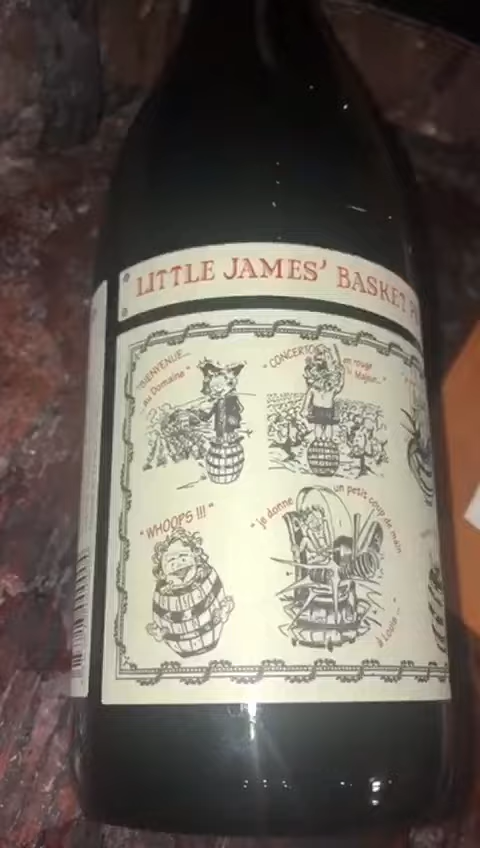 LITTLE JAMES' BASKET P
"BIENVENUE...
au Domaine"
"CONCERTO
en rouge
Majeur..."
"WHOOPS !!!"
"je donne un petit coup de main
à Louis ..."